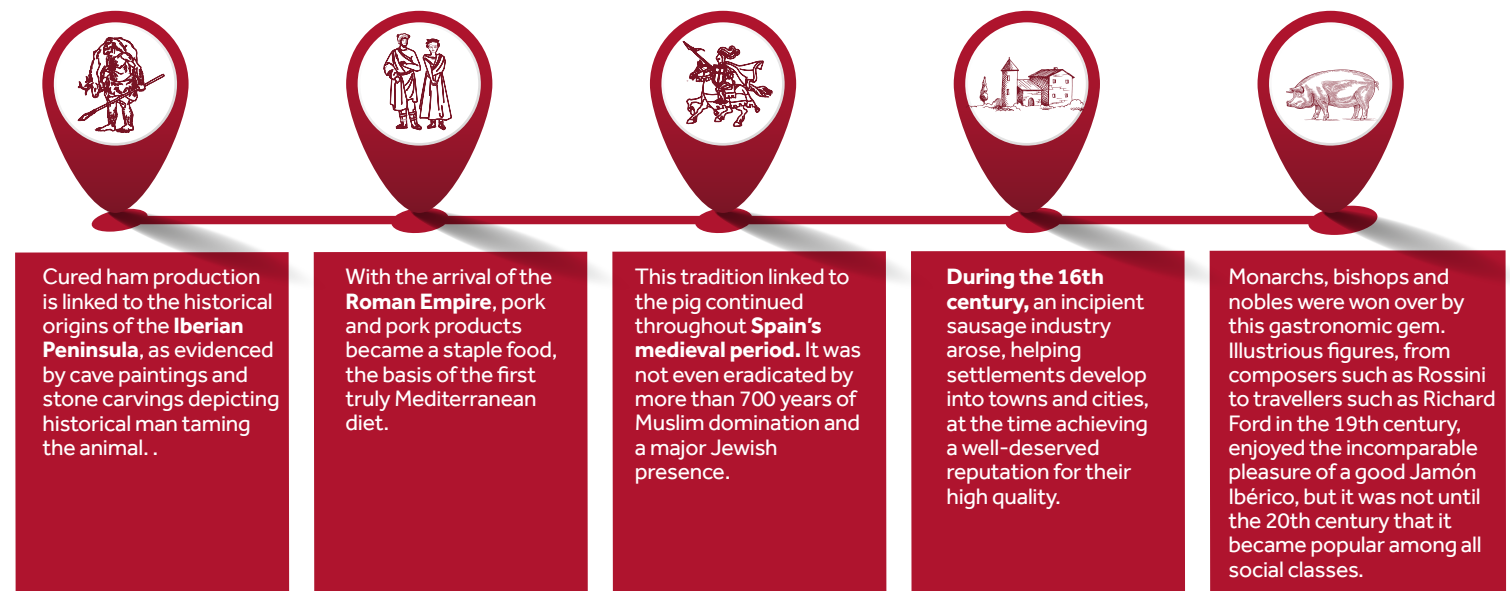 Cured ham production
is linked to the historical
origins of the Iberian
Peninsula, as evidenced
by cave paintings and
stone carvings depicting
historical man taming
the animal. .
With the arrival of the
Roman Empire, pork
and pork products
became a staple food,
the basis of the first
truly Mediterranean
diet.
This tradition linked to
the pig continued
throughout Spain's
medieval period. It was
not even eradicated by
more than 700 years of
Muslim domination and
a major Jewish
presence.
During the 16th
century, an incipient
sausage industry
arose, helping
settlements develop
into towns and cities,
at the time achieving
a well-deserved
reputation for their
high quality.
Monarchs, bishops and
nobles were won over by
this gastronomic gem.
Illustrious figures, from
composers such as Rossini
to travellers such as Richard
Ford in the 19th century,
enjoyed the incomparable
pleasure of a good Jamón
Ibérico, but it was not until
the 20th century that it
became popular among all
social classes.